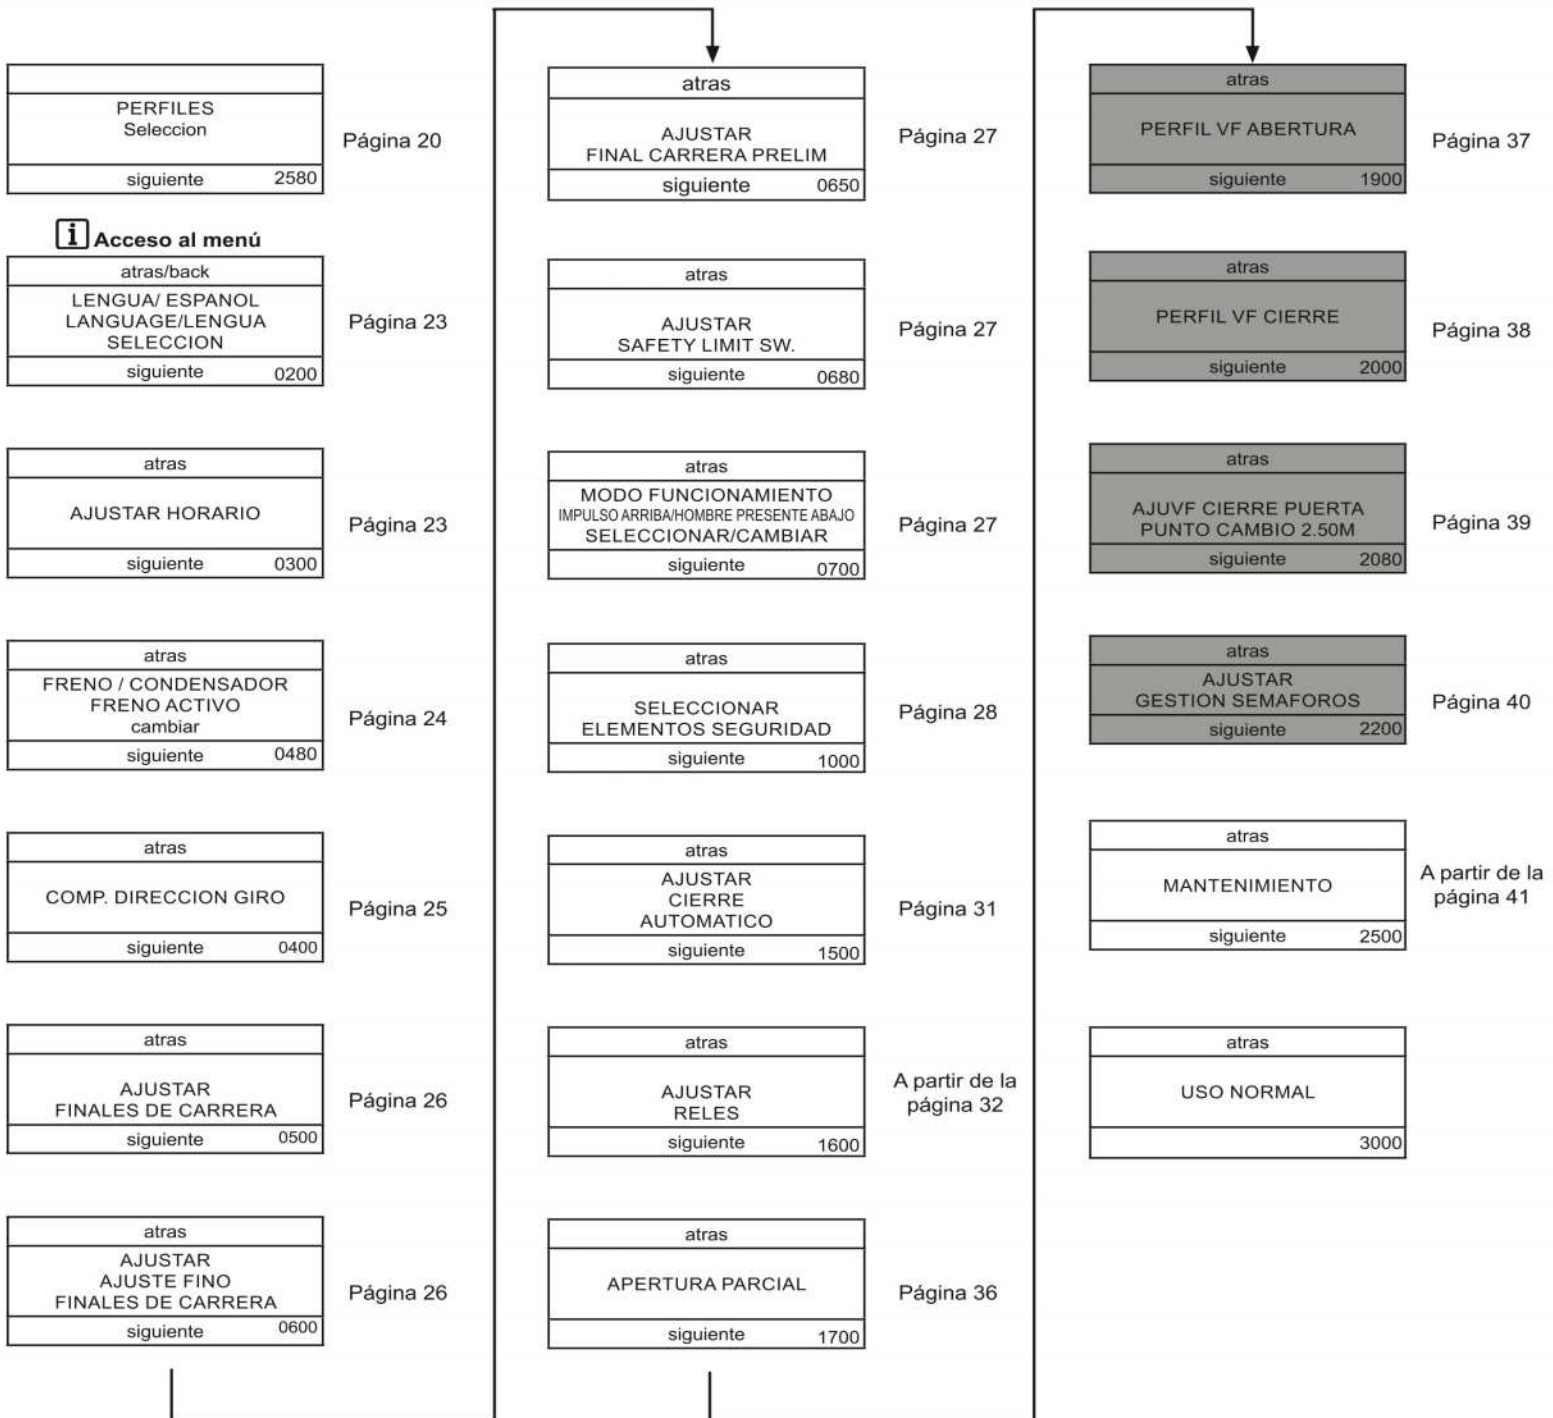 PERFILES
Seleccion
siguiente 2580
Página 20
i Acceso al menú
atras/back
LENGUA/ ESPANOL
LANGUAGE/LENGUA
SELECCION
siguiente 0200
Página 23
atras
AJUSTAR HORARIO
siguiente 0300
Página 23
atras
FRENO / CONDENSADOR
FRENO ACTIVO
cambiar
siguiente 0480
Página 24
atras
COMP. DIRECCION GIRO
siguiente 0400
Página 25
atras
AJUSTAR
FINALES DE CARRERA
siguiente 0500
Página 26
atras
AJUSTAR
AJUSTE FINO
FINALES DE CARRERA
siguiente 0600
Página 26
atras
AJUSTAR
FINAL CARRERA PRELIM
siguiente 0650
Página 27
atras
AJUSTAR
SAFETY LIMIT SW.
siguiente 0680
Página 27
atras
MODO FUNCIONAMIENTO
IMPULSO ARRIBA/HOMBRE PRESENTE ABAJO
SELECCIONAR/CAMBIAR
siguiente 0700
Página 27
atras
SELECCIONAR
ELEMENTOS SEGURIDAD
siguiente 1000
Página 28
atras
AJUSTAR
CIERRE
AUTOMATICO
siguiente 1500
Página 31
atras
AJUSTAR
RELES
siguiente 1600
A partir de la
página 32
atras
APERTURA PARCIAL
siguiente 1700
Página 36
atras
PERFIL VF ABERTURA
siguiente 1900
Página 37
atras
PERFIL VF CIERRE
siguiente 2000
Página 38
atras
AJUVF CIERRE PUERTA
PUNTO CAMBIO 2.50M
siguiente 2080
Página 39
atras
AJUSTAR
GESTION SEMAFOROS
siguiente 2200
Página 40
atras
MANTENIMIENTO
siguiente 2500
A partir de la
página 41
atras
USO NORMAL
3000